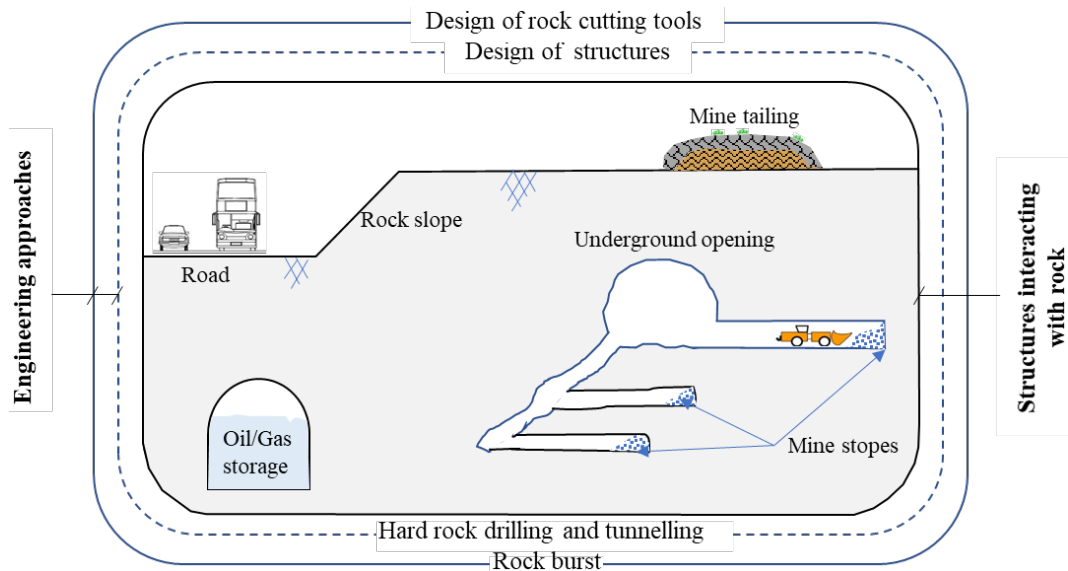 Design of rock cutting tools
Design of structures
Mine tailing
Engineering approaches
Rock slope
Road
Underground opening
Structures interacting
with rock
Oil/Gas
storage
Mine stopes
Hard rock drilling and tunnelling
Rock burst